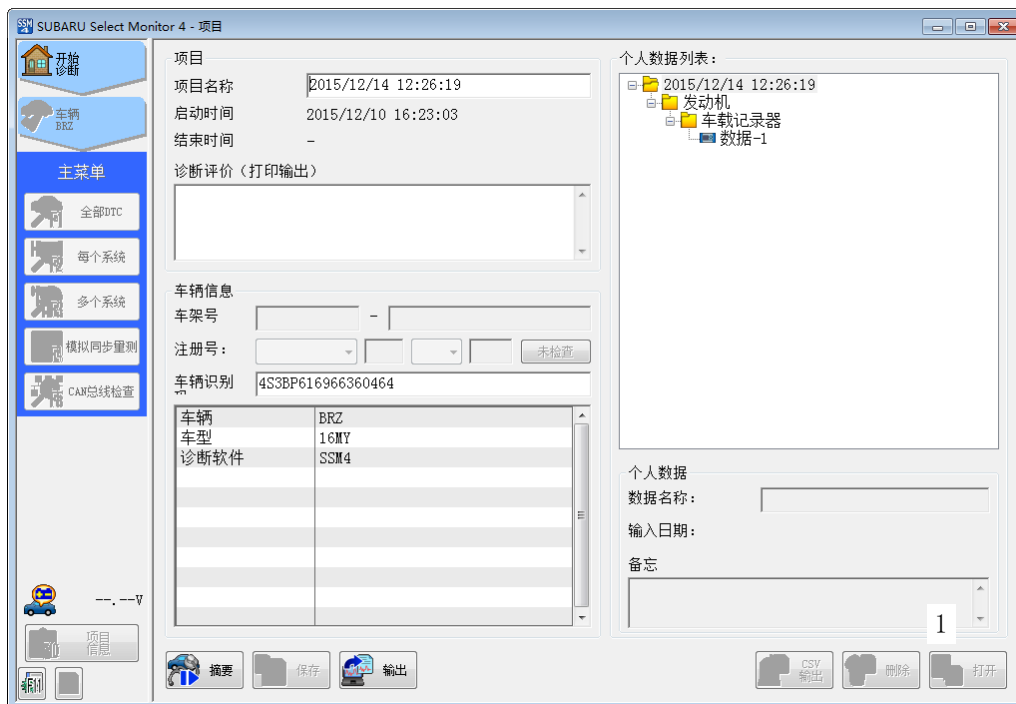 SUBARU Select Monitor 4 - 项目
开始
诊断
车辆
BRZ
主菜单
全部DTC
每个系统
多个系统
模拟同步量测
CAN总线检查
--.--V
项目
信息
F11
项目
项目名称 2015/12/14 12:26:19
启动时间 2015/12/10 16:23:03
结束时间 -
诊断评价（打印输出）
车辆信息
车架号 -
注册号： 未检查
车辆识别 4S3BP616966360464
车辆 BRZ
车型 16MY
诊断软件 SSM4
摘要 保存 输出
个人数据列表：
2015/12/14 12:26:19
发动机
车载记录器
数据-1
个人数据
数据名称：
输入日期：
备忘
1
CSV
输出
删除
打开